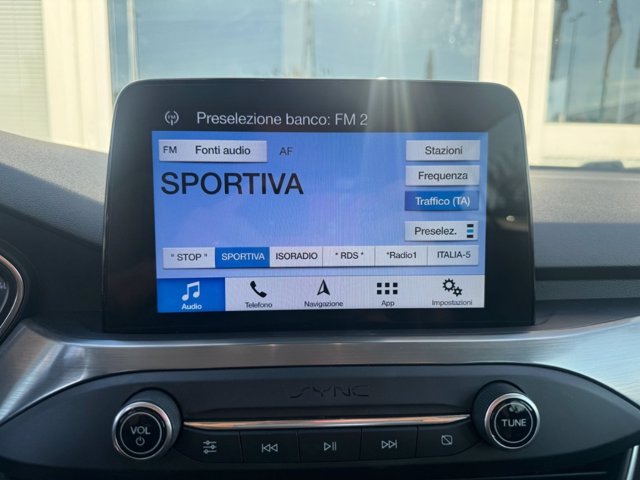 Preselezione banco: FM 2
FM Fonti audio AF Stazioni
SPORTIVA
Frequenza
Traffico (TA)
Preselez.
" STOP " SPORTIVA ISORADIO * RDS * *Radio1 ITALIA-5
Audio Telefono Navigazione App Impostazioni
SYNC
VOL TUNE